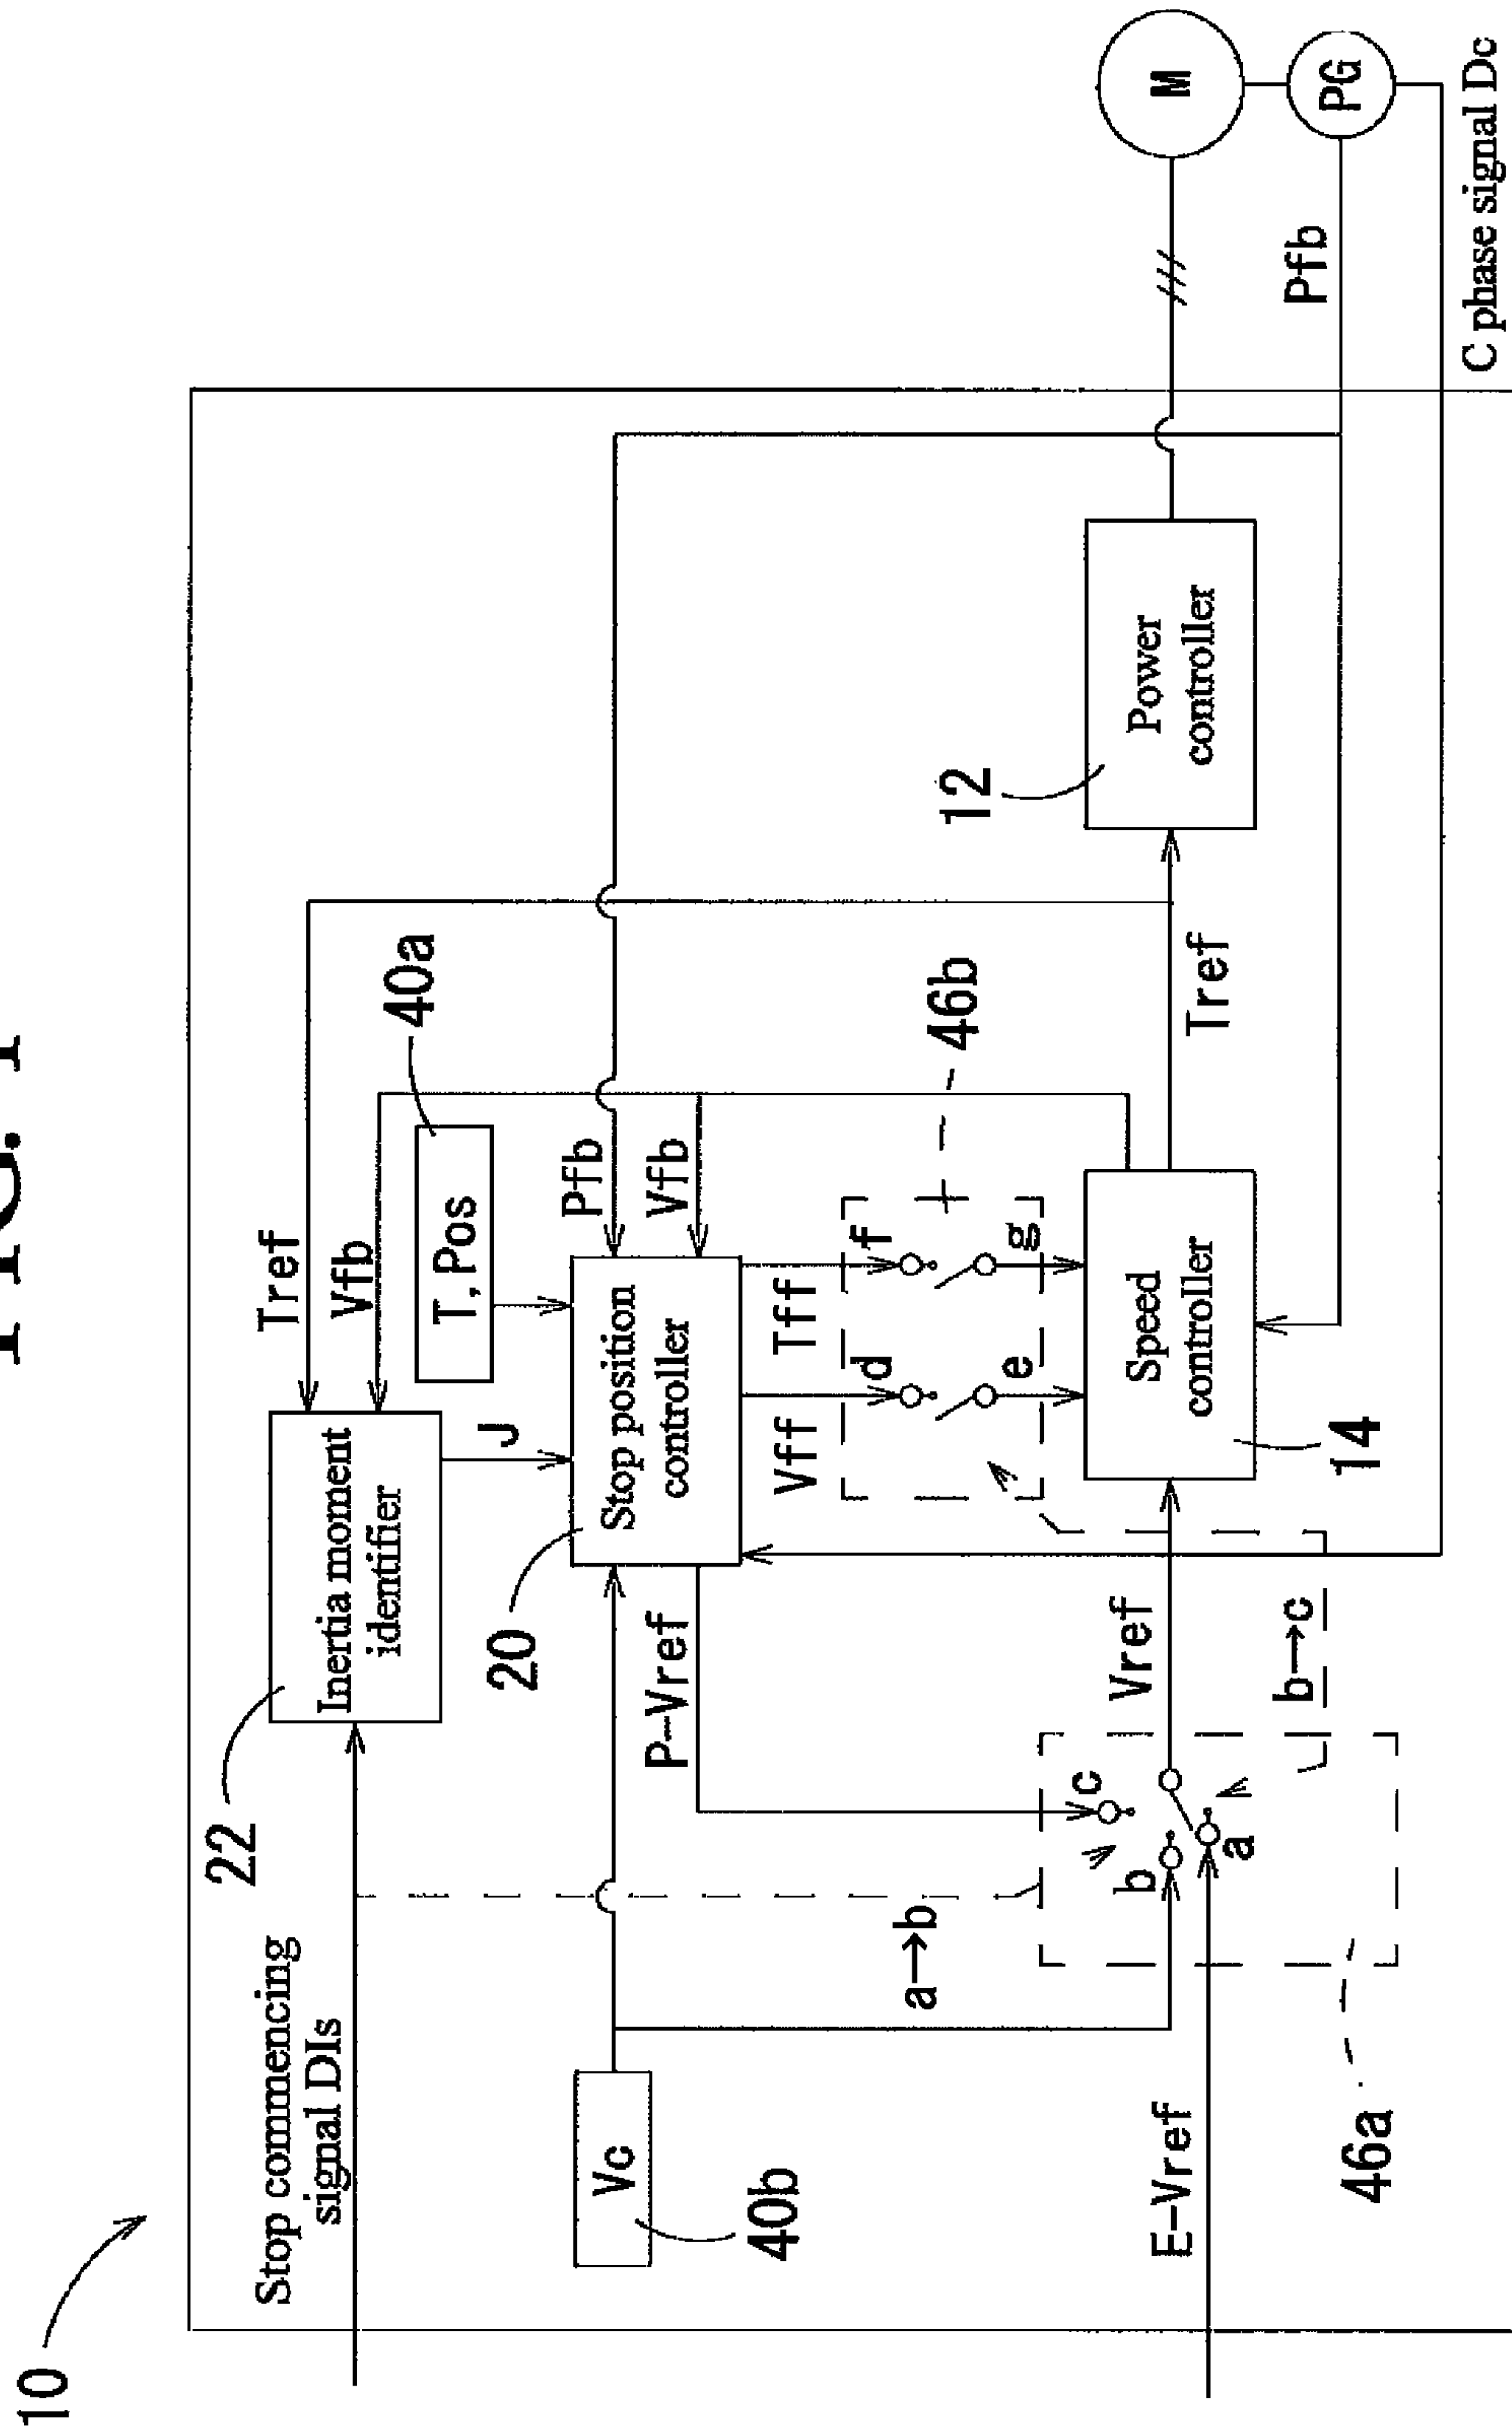 FIG. 1
10
Stop commencing
signal DIs
22
Inertia moment
identifier
Tref
Vfb
J
40a
T, Pos
Vc
40b
20
Stop position
controller
Pfb
Vfb
P-Vref
Vff
Tff
d
f
e
g
46b
a→b
c
b
a
46a
b→c
E-Vref
Vref
14
Speed
controller
Tref
12
Power
controller
M
PG
Pfb
C phase signal Dc